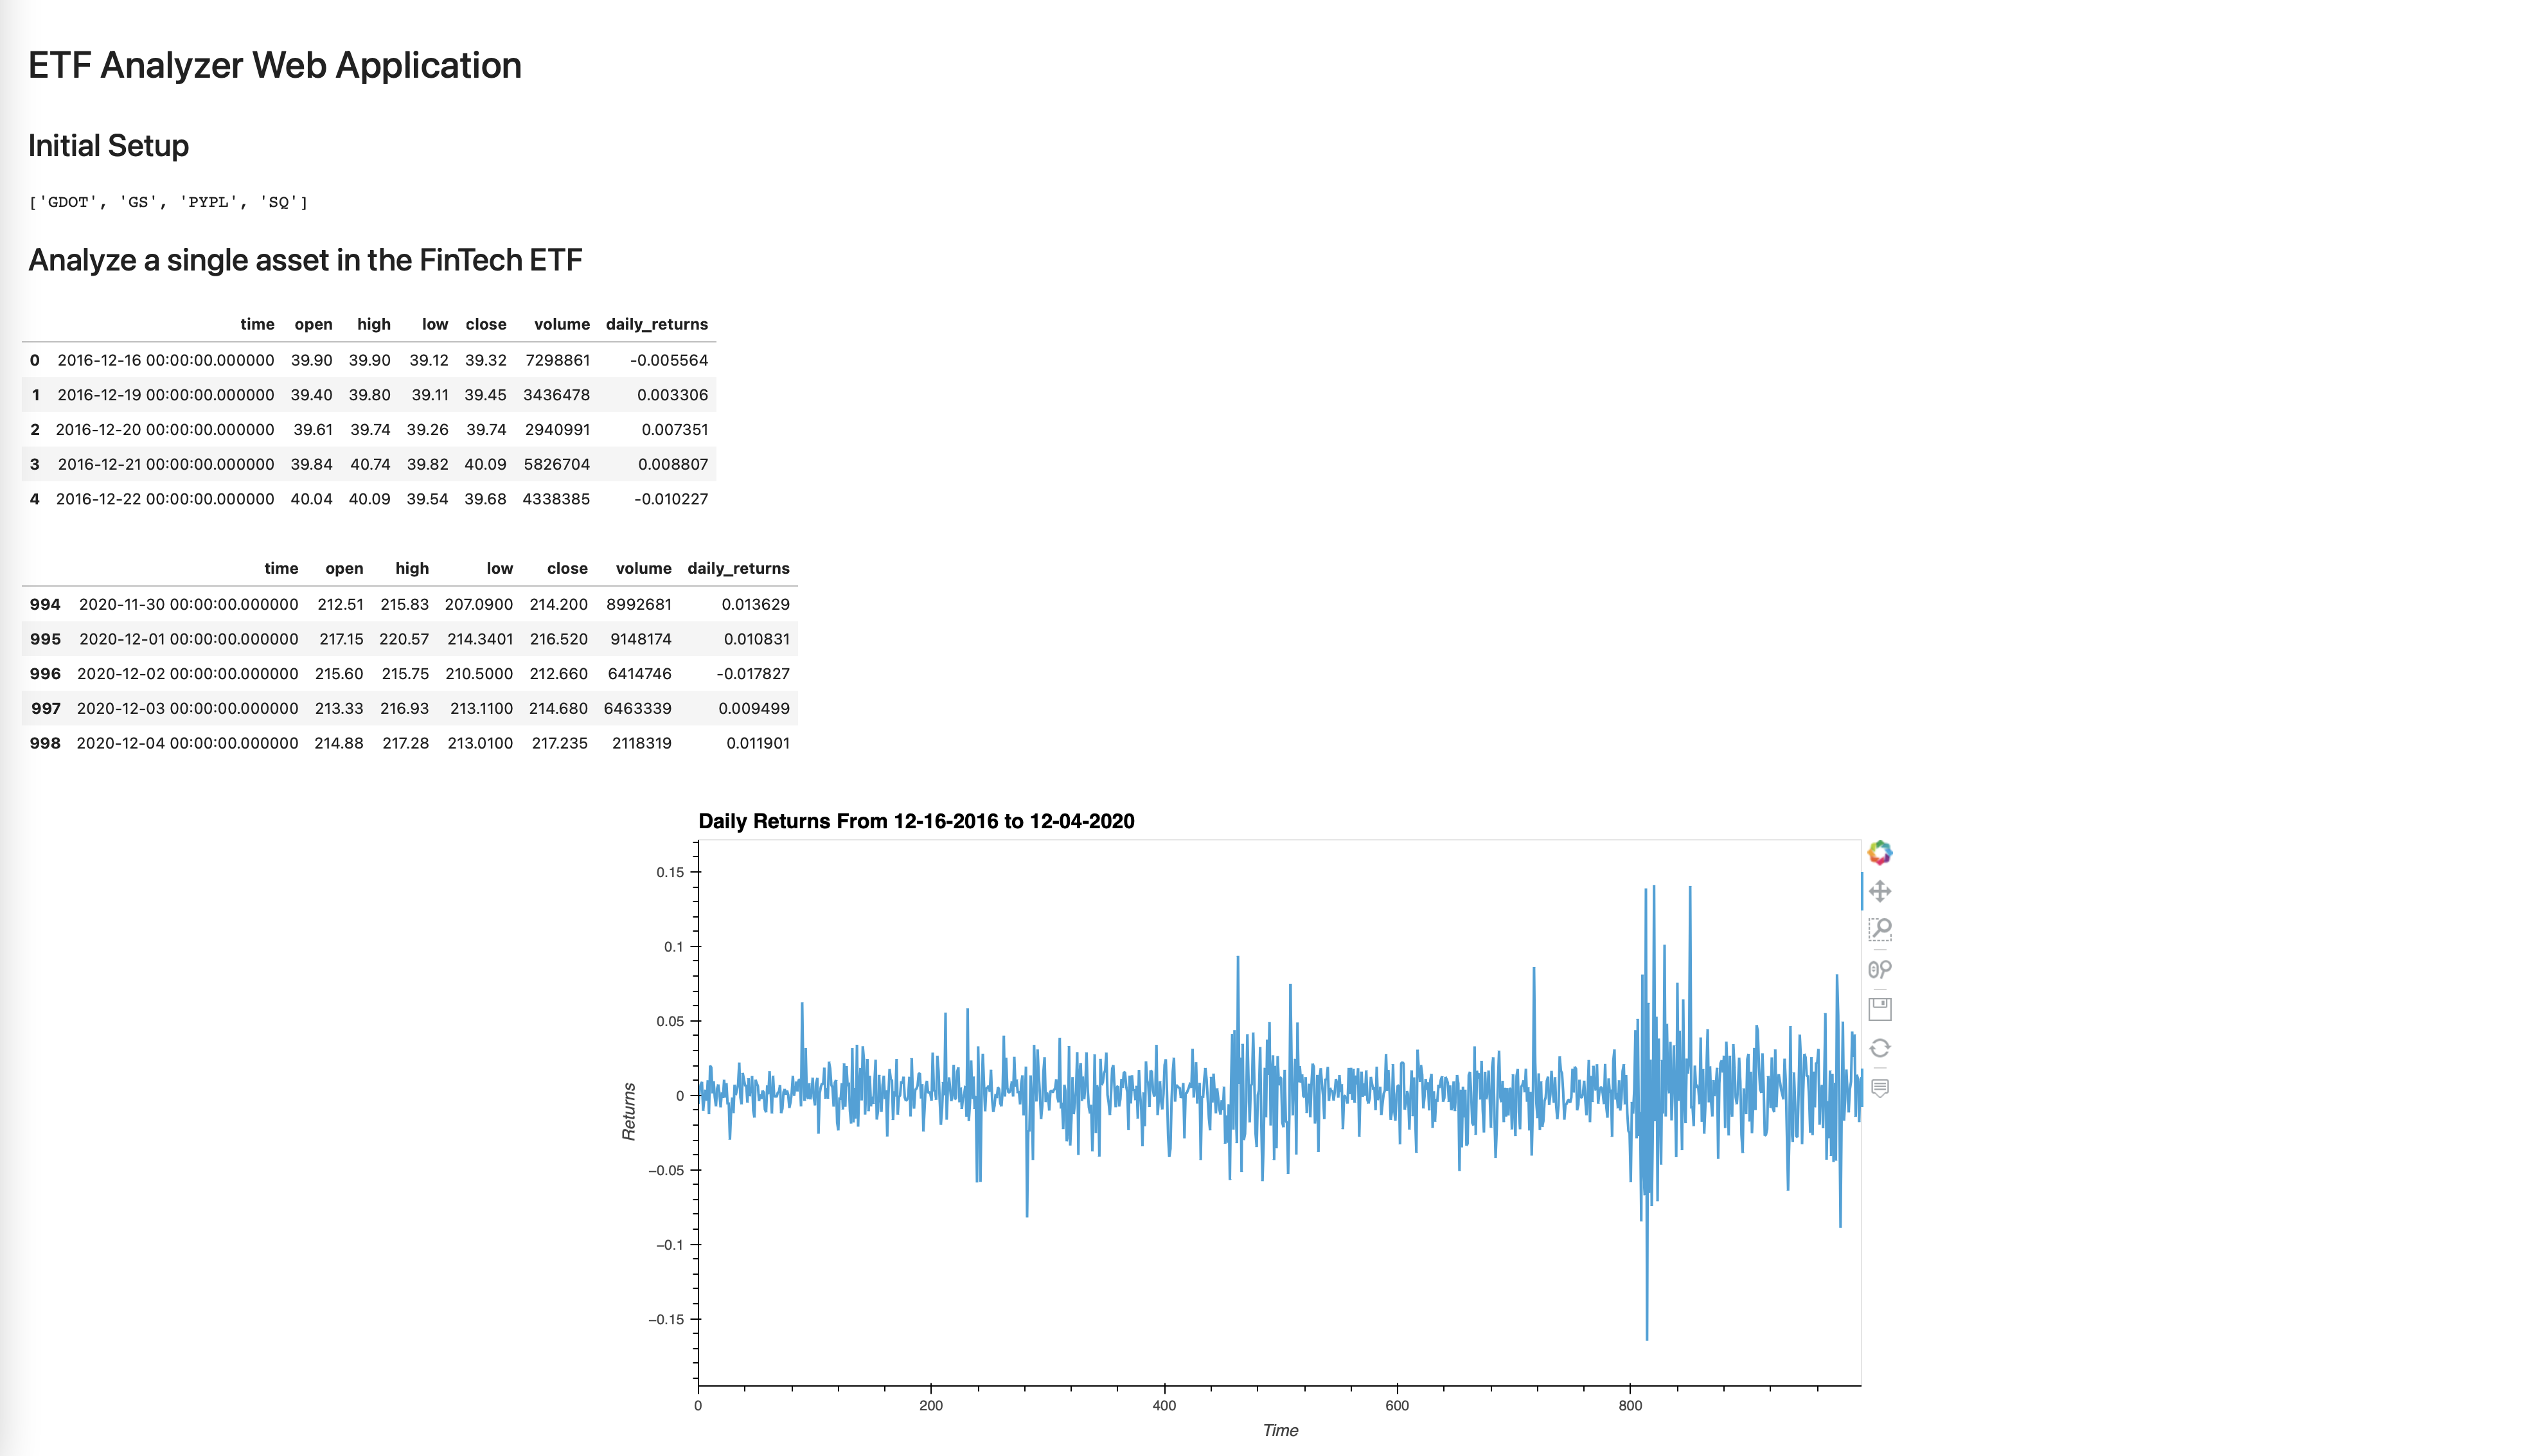 ETF Analyzer Web Application
Initial Setup
['GDOT', 'GS', 'PYPL', 'SQ']
Analyze a single asset in the FinTech ETF
time open high low close volume daily_returns
0 2016-12-16 00:00:00.000000 39.90 39.90 39.12 39.32 7298861 -0.005564
1 2016-12-19 00:00:00.000000 39.40 39.80 39.11 39.45 3436478 0.003306
2 2016-12-20 00:00:00.000000 39.61 39.74 39.26 39.74 2940991 0.007351
3 2016-12-21 00:00:00.000000 39.84 40.74 39.82 40.09 5826704 0.008807
4 2016-12-22 00:00:00.000000 40.04 40.09 39.54 39.68 4338385 -0.010227
time open high low close volume daily_returns
994 2020-11-30 00:00:00.000000 212.51 215.83 207.0900 214.200 8992681 0.013629
995 2020-12-01 00:00:00.000000 217.15 220.57 214.3401 216.520 9148174 0.010831
996 2020-12-02 00:00:00.000000 215.60 215.75 210.5000 212.660 6414746 -0.017827
997 2020-12-03 00:00:00.000000 213.33 216.93 213.1100 214.680 6463339 0.009499
998 2020-12-04 00:00:00.000000 214.88 217.28 213.0100 217.235 2118319 0.011901
Daily Returns From 12-16-2016 to 12-04-2020
0.15
0.1
0.05
0
−0.05
−0.1
−0.15
Returns
0 200 400 600 800
Time